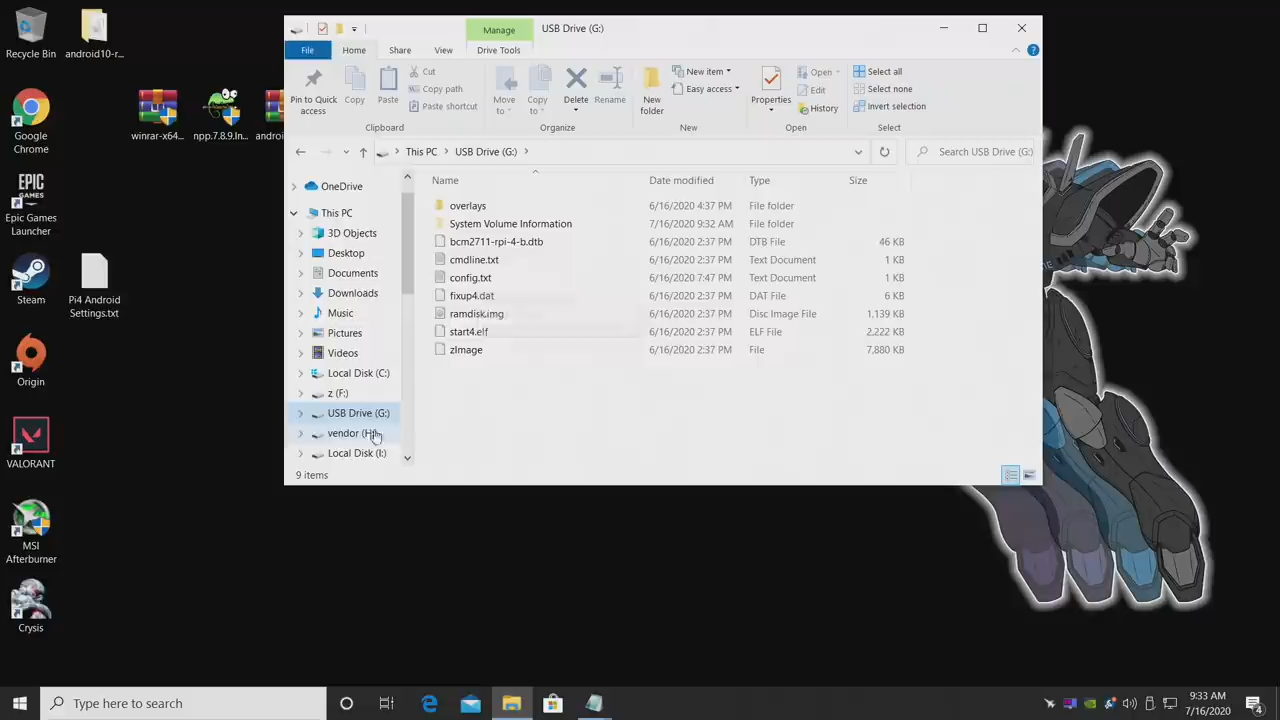 Recycle Bin
android10-r...
Google Chrome
winrar-x64...
npp.7.8.9.In...
Epic Games Launcher
EPIC GAMES
Steam
Pi4 Android Settings.txt
Origin
VALORANT
MSI Afterburner
Crysis
Manage
USB Drive (G:)
File
Home
Share
View
Drive Tools
Pin to Quick access
Copy
Paste
Cut
Copy path
Paste shortcut
Clipboard
Move to
Copy to
Delete
Rename
Organize
New folder
New item
Easy access
New
Properties
Open
Edit
History
Open
Select all
Select none
Invert selection
Select
This PC
USB Drive (G:)
Search USB Drive (G:)
OneDrive
This PC
3D Objects
Desktop
Documents
Downloads
Music
Pictures
Videos
Local Disk (C:)
z (F:)
USB Drive (G:)
vendor (H:)
Local Disk (I:)
Name Date modified Type Size
overlays 6/16/2020 4:37 PM File folder
System Volume Information 7/16/2020 9:32 AM File folder
bcm2711-rpi-4-b.dtb 6/16/2020 2:37 PM DTB File 46 KB
cmdline.txt 6/16/2020 2:37 PM Text Document 1 KB
config.txt 6/16/2020 7:47 PM Text Document 1 KB
fixup4.dat 6/16/2020 2:37 PM DAT File 6 KB
ramdisk.img 6/16/2020 2:37 PM Disc Image File 1,139 KB
start4.elf 6/16/2020 2:37 PM ELF File 2,222 KB
zImage 6/16/2020 2:37 PM File 7,880 KB
9 items
Type here to search
9:33 AM
7/16/2020
4